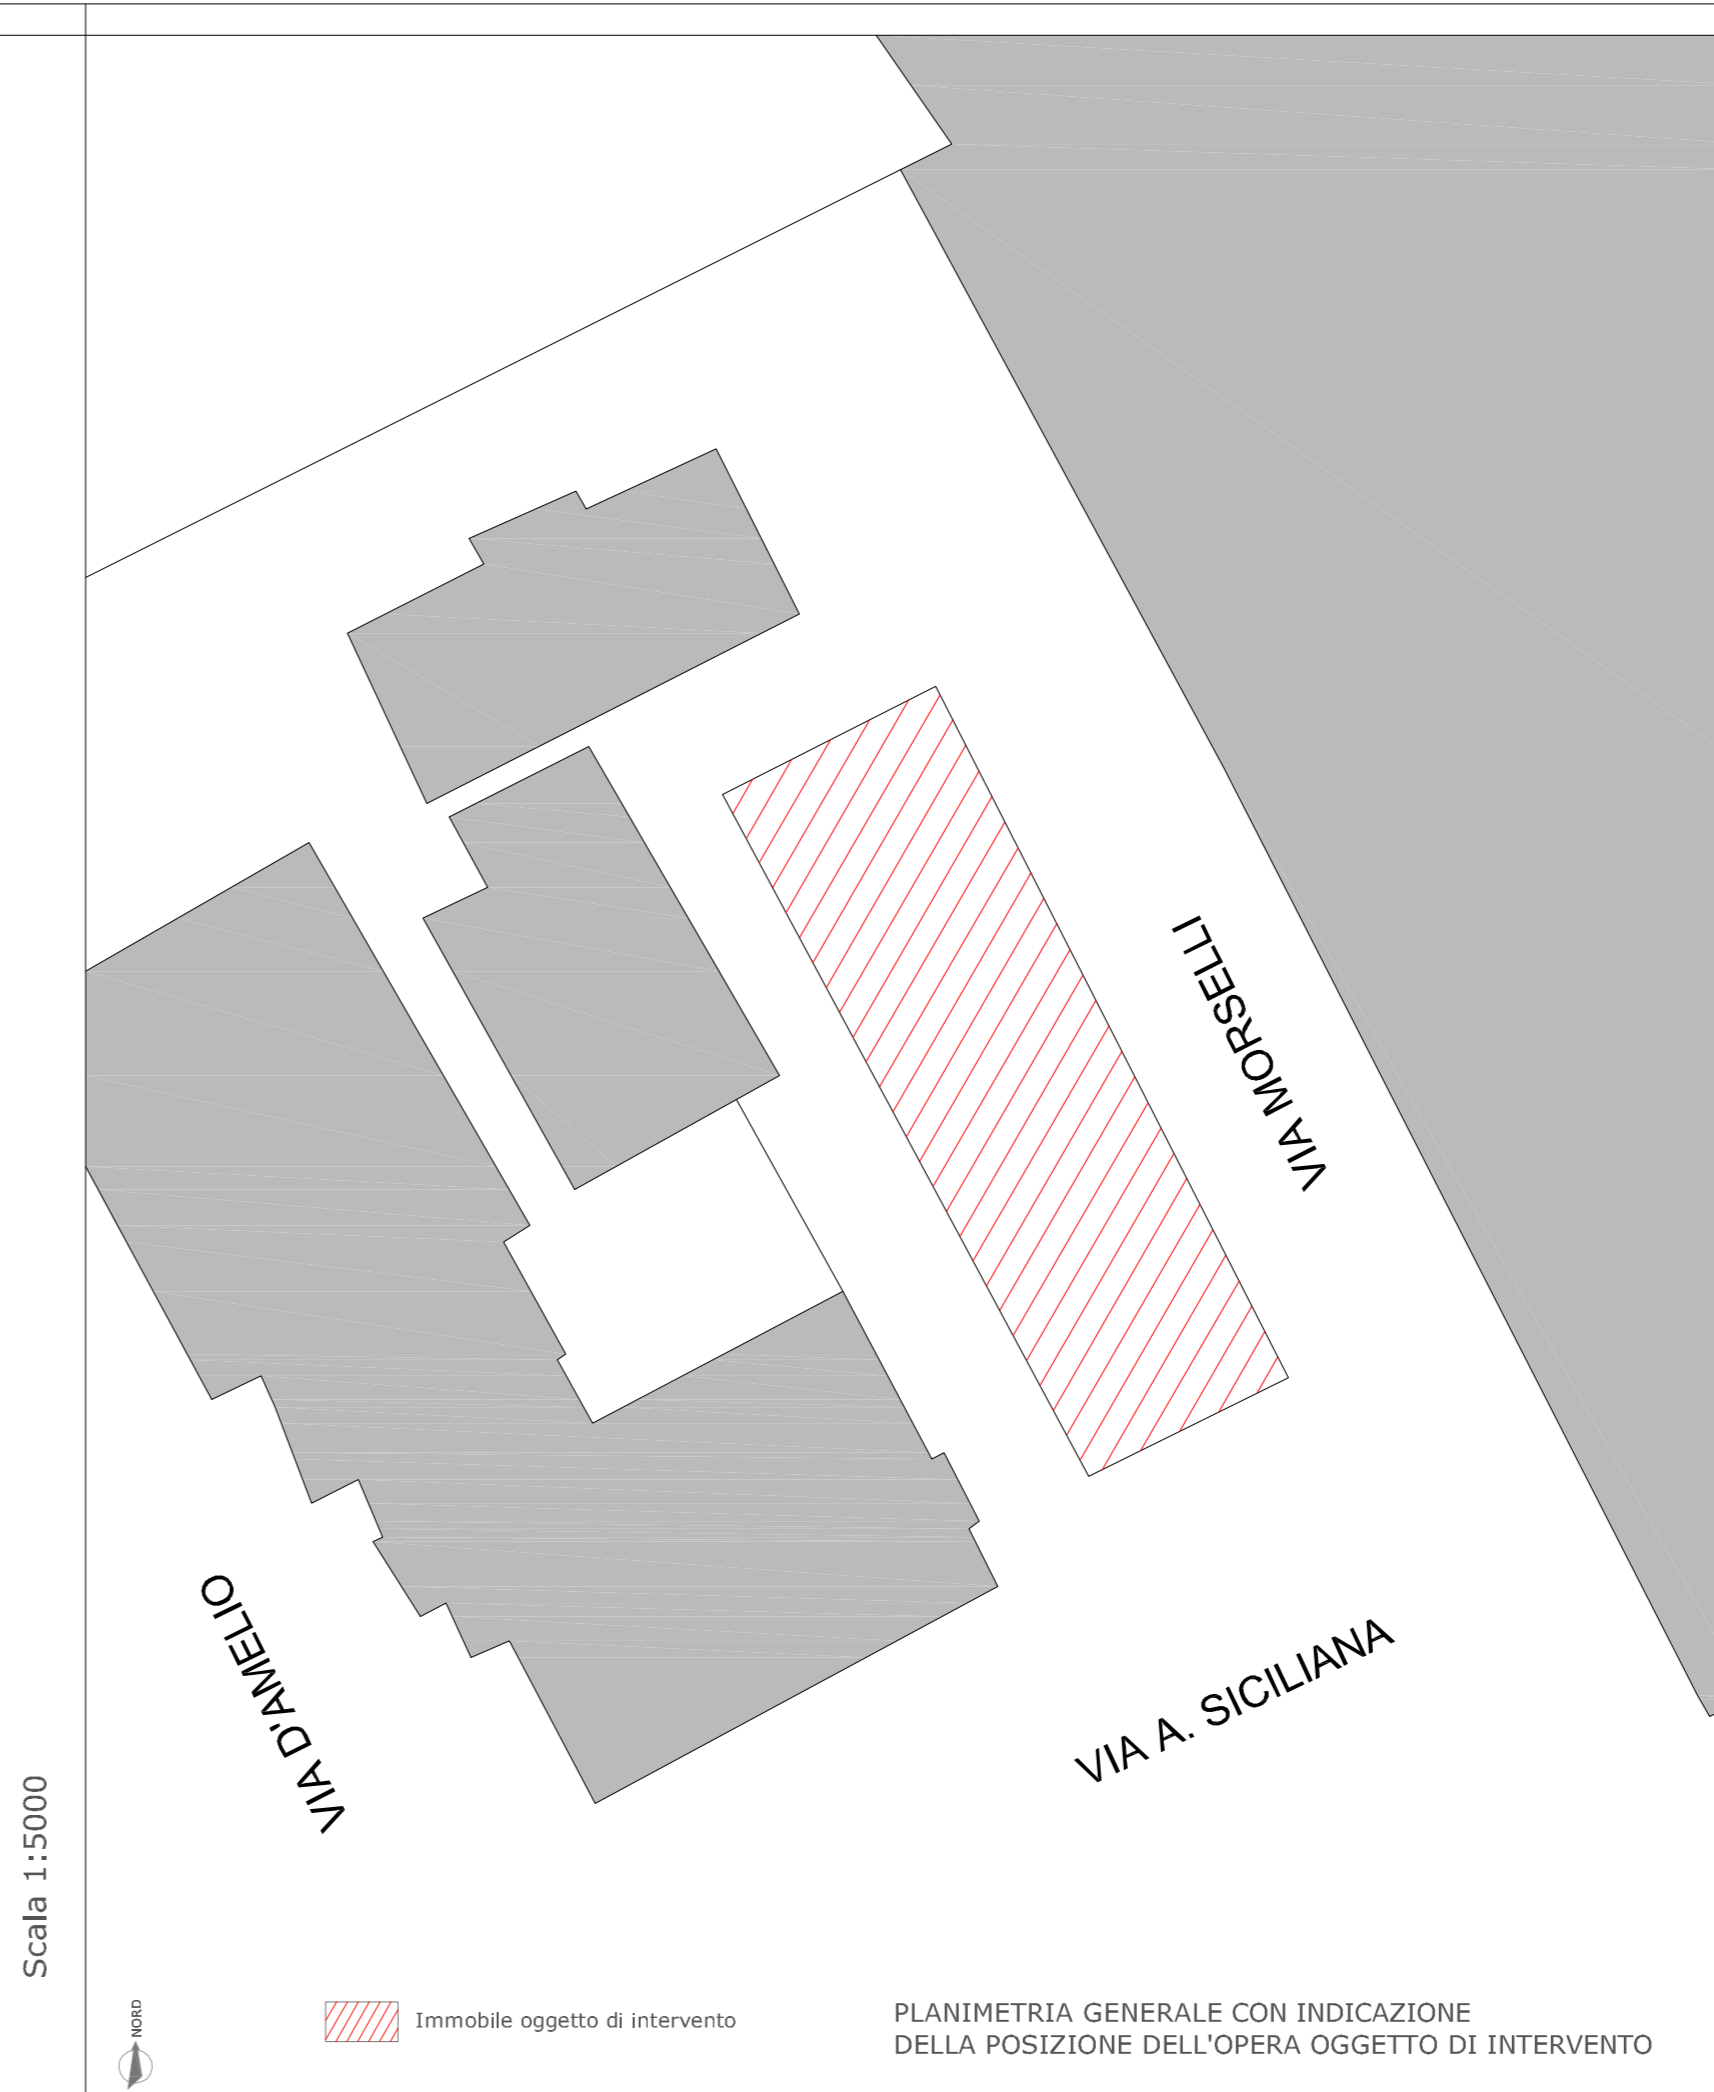 VIA MORSELLI
VIA D'AMELIO
VIA A. SICILIANA
Scala 1:5000
NORD
Immobile oggetto di intervento
PLANIMETRIA GENERALE CON INDICAZIONE
DELLA POSIZIONE DELL'OPERA OGGETTO DI INTERVENTO